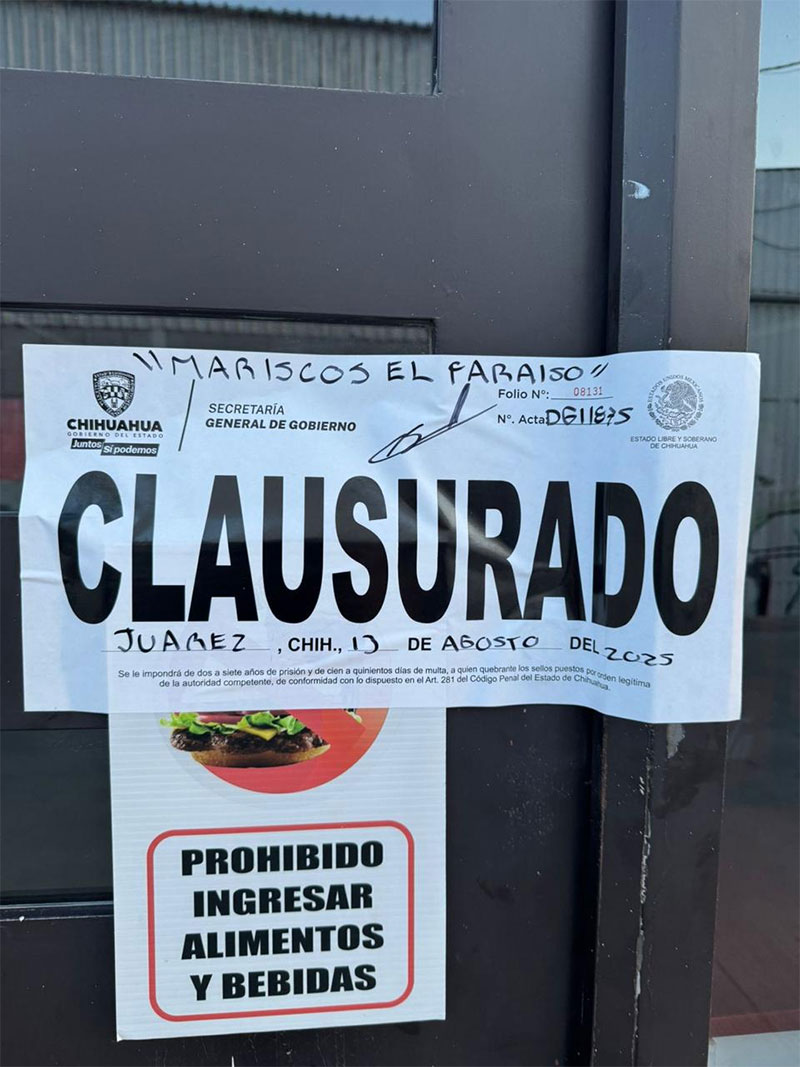 "MARISCOS EL PARAISO"
CHIHUAHUA
GOBIERNO DEL ESTADO
Juntos Sí podemos
SECRETARÍA
GENERAL DE GOBIERNO
Folio Nº: 08131
Nº. Acta: DG11875
ESTADOS UNIDOS MEXICANOS
ESTADO LIBRE Y SOBERANO
DE CHIHUAHUA
CLAUSURADO
JUAREZ, CHIH., 13 DE AGOSTO DEL 2025
Se le impondrá de dos a siete años de prisión y de cien a quinientos días de multa, a quien quebrante los sellos puestos por orden legítima
de la autoridad competente, de conformidad con lo dispuesto en el Art. 281 del Código Penal del Estado de Chihuahua.
PROHIBIDO
INGRESAR
ALIMENTOS
Y BEBIDAS